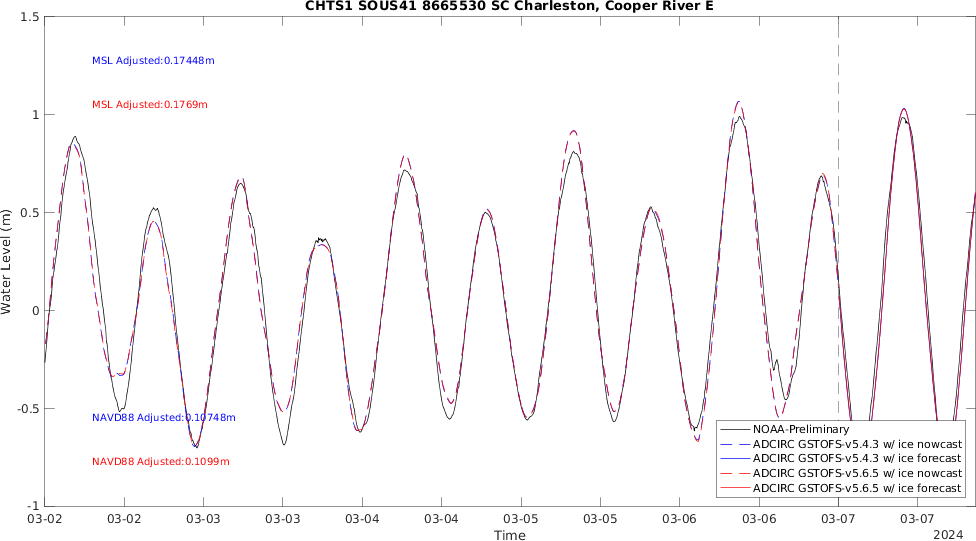 CHTS1 SOUS41 8665530 SC Charleston, Cooper River E
1.5
1
0.5
0
-0.5
-1
Water Level (m)
MSL Adjusted:0.17448m
MSL Adjusted:0.1769m
NAVD88 Adjusted:0.10748m
NAVD88 Adjusted:0.1099m
NOAA-Preliminary
ADCIRC GSTOFS-v5.4.3 w/ ice nowcast
ADCIRC GSTOFS-v5.4.3 w/ ice forecast
ADCIRC GSTOFS-v5.6.5 w/ ice nowcast
ADCIRC GSTOFS-v5.6.5 w/ ice forecast
03-02 03-02 03-03 03-03 03-04 03-04 03-05 03-05 03-06 03-06 03-07 03-07
Time
2024